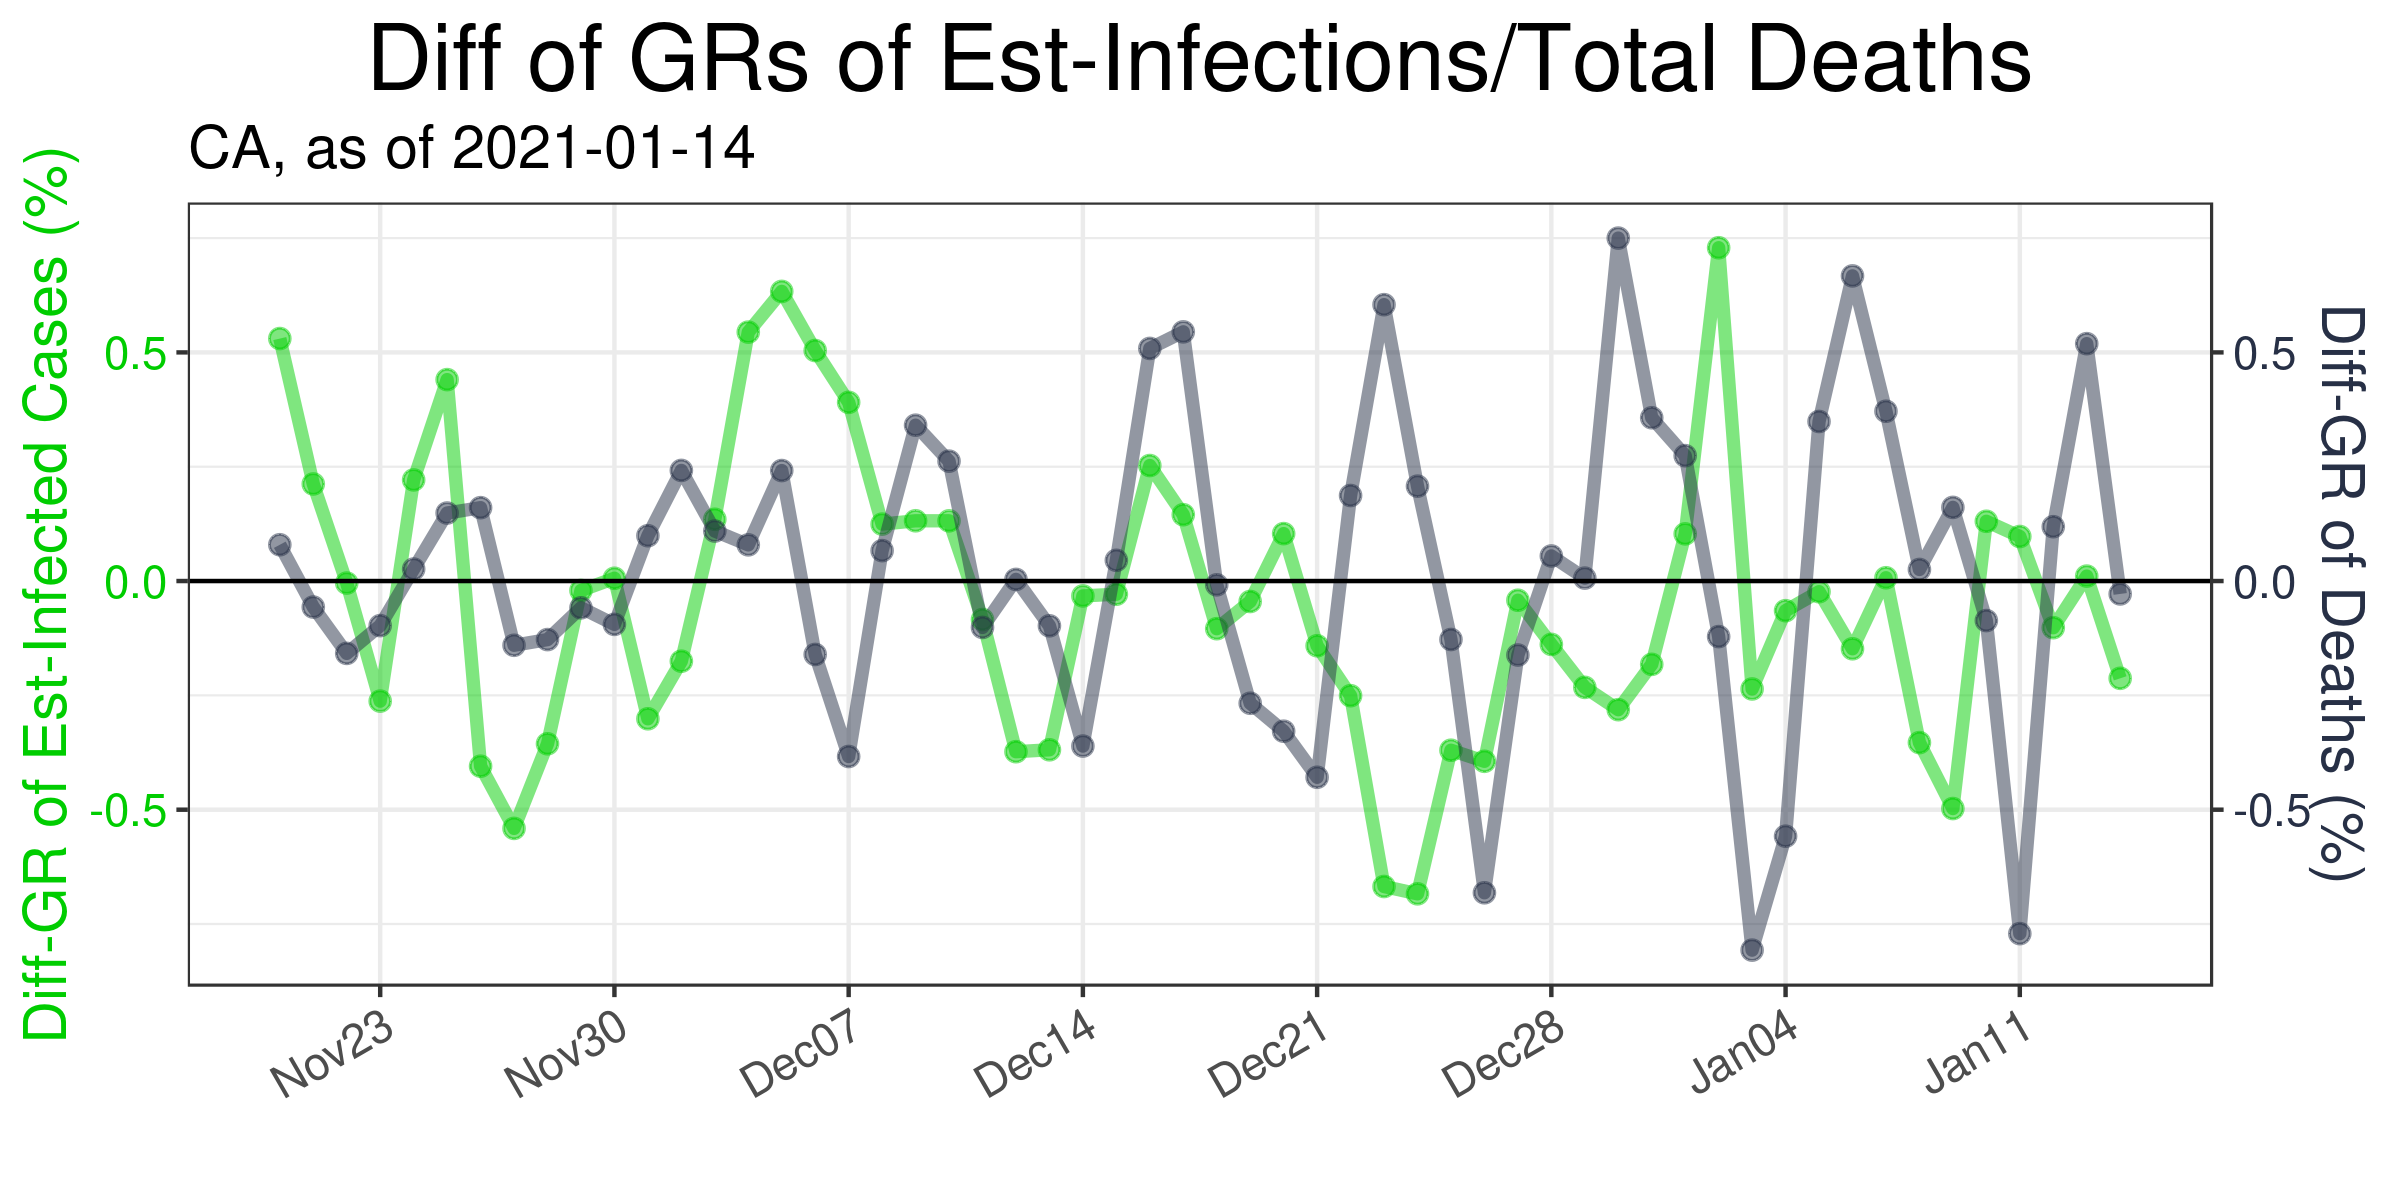 Diff of GRs of Est-Infections/Total Deaths
CA, as of 2021-01-14
Diff-GR of Est-Infected Cases (%)
0.5
0.0
-0.5
0.5
0.0
-0.5
Diff-GR of Deaths (%)
Nov23
Nov30
Dec07
Dec14
Dec21
Dec28
Jan04
Jan11